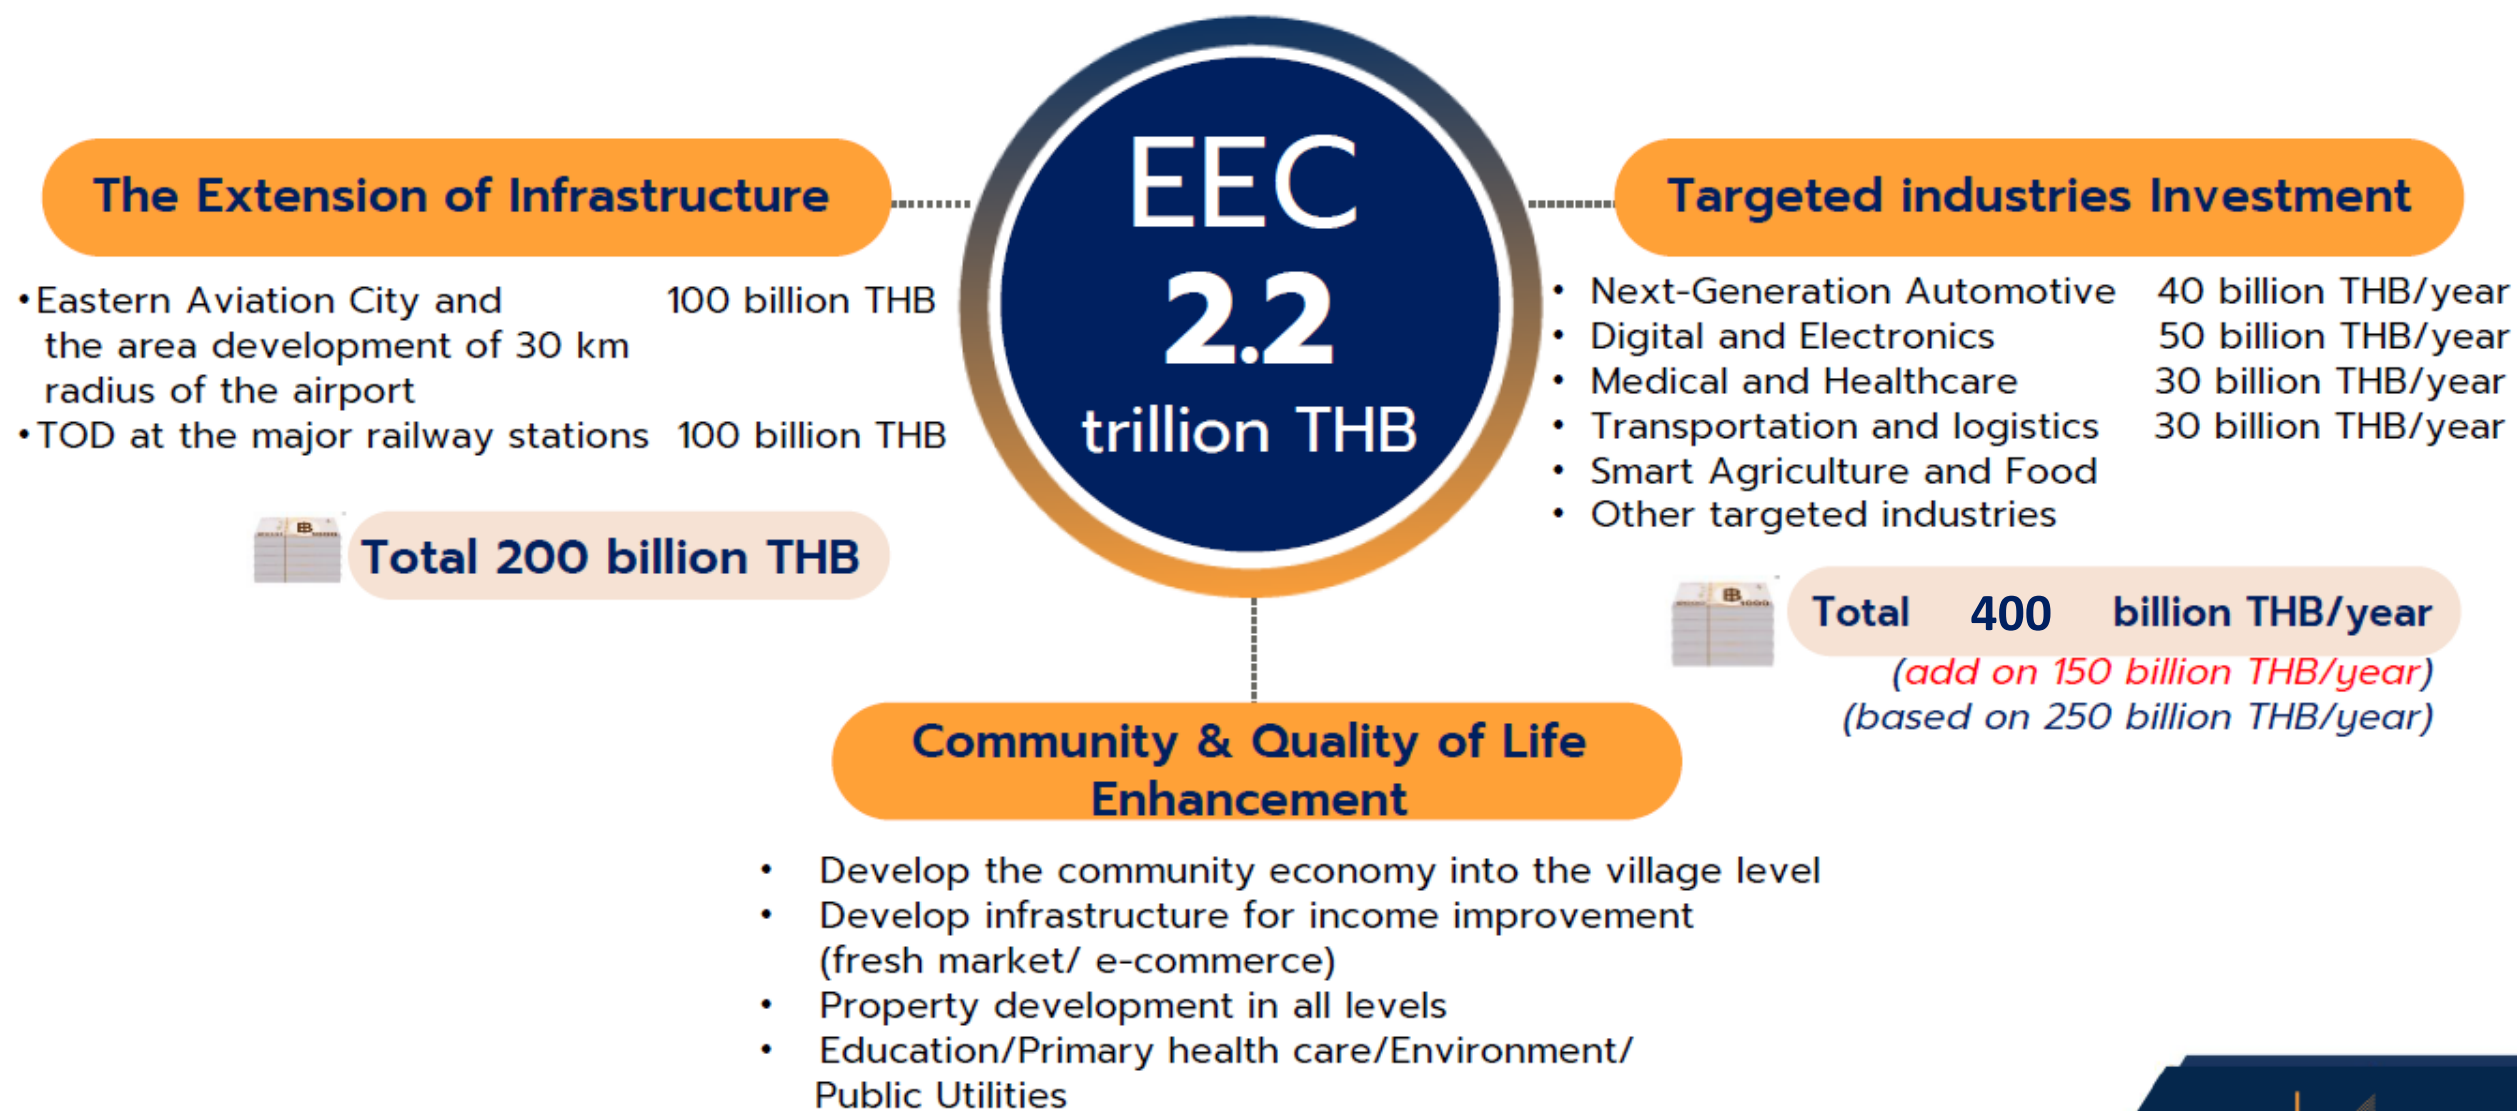 EEC
2.2
trillion THB
The Extension of Infrastructure
•Eastern Aviation City and 100 billion THB
the area development of 30 km
radius of the airport
•TOD at the major railway stations 100 billion THB
Total 200 billion THB
Targeted industries Investment
• Next-Generation Automotive 40 billion THB/year
• Digital and Electronics 50 billion THB/year
• Medical and Healthcare 30 billion THB/year
• Transportation and logistics 30 billion THB/year
• Smart Agriculture and Food
• Other targeted industries
Total 400 billion THB/year
(add on 150 billion THB/year)
(based on 250 billion THB/year)
Community & Quality of Life
Enhancement
• Develop the community economy into the village level
• Develop infrastructure for income improvement
(fresh market/ e-commerce)
• Property development in all levels
• Education/Primary health care/Environment/
Public Utilities